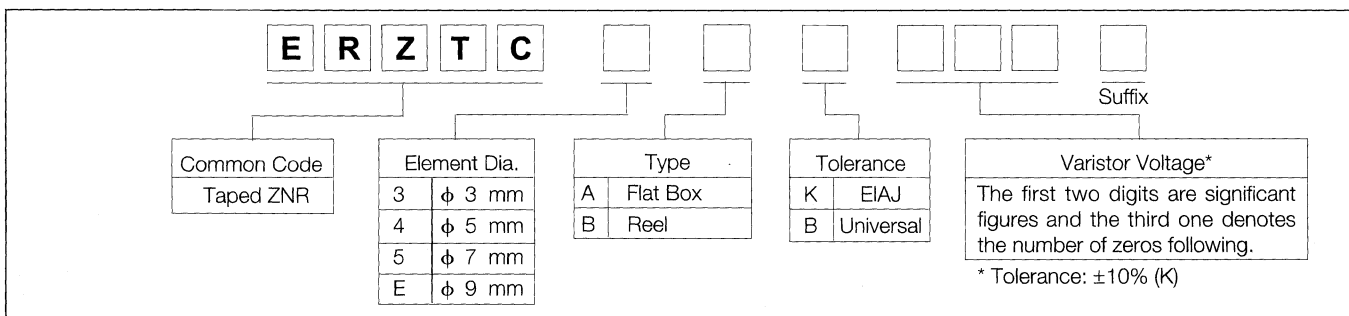 E R Z T C
Suffix
Common Code
Taped ZNR
Element Dia.
3 ϕ 3 mm
4 ϕ 5 mm
5 ϕ 7 mm
E ϕ 9 mm
Type
A Flat Box
B Reel
Tolerance
K EIAJ
B Universal
Varistor Voltage*
The first two digits are significant
figures and the third one denotes
the number of zeros following.
* Tolerance: ±10% (K)